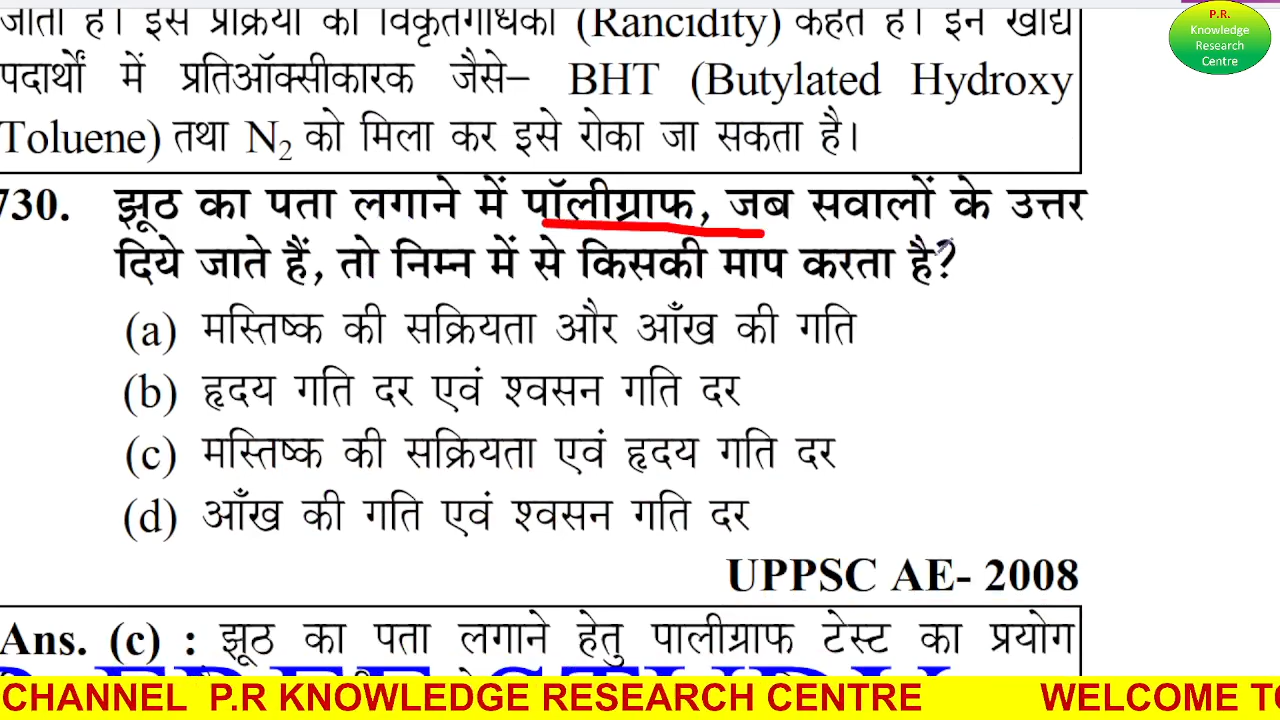 जाता है। इस प्रक्रिया को विकृतगंधिता (Rancidity) कहते हैं। इन खाद्य
पदार्थों में प्रतिऑक्सीकारक जैसे– BHT (Butylated Hydroxy
Toluene) तथा N₂ को मिला कर इसे रोका जा सकता है।
P.R.
Knowledge
Research
Centre
730. झूठ का पता लगाने में पॉलीग्राफ, जब सवालों के उत्तर
दिये जाते हैं, तो निम्न में से किसकी माप करता है?
(a) मस्तिष्क की सक्रियता और आँख की गति
(b) हृदय गति दर एवं श्वसन गति दर
(c) मस्तिष्क की सक्रियता एवं हृदय गति दर
(d) आँख की गति एवं श्वसन गति दर
UPPSC AE- 2008
Ans. (c) : झूठ का पता लगाने हेतु पालीग्राफ टेस्ट का प्रयोग
CHANNEL P.R KNOWLEDGE RESEARCH CENTRE WELCOME TO